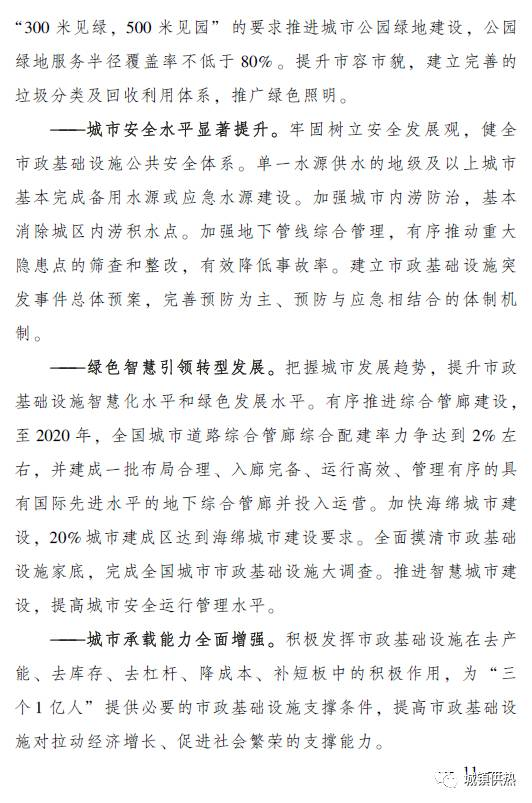 “300 米见绿，500 米见园”的要求推进城市公园绿地建设，公园
绿地服务半径覆盖率不低于 80%。提升市容市貌，建立完善的
垃圾分类及回收利用体系，推广绿色照明。
——城市安全水平显著提升。牢固树立安全发展观，健全
市政基础设施公共安全体系。单一水源供水的地级及以上城市
基本完成备用水源或应急水源建设。加强城市内涝防治，基本
消除城区内涝积水点。加强地下管线综合管理，有序推动重大
隐患点的筛查和整改，有效降低事故率。建立市政基础设施突
发事件总体预案，完善预防为主、预防与应急相结合的体制机
制。
——绿色智慧引领转型发展。把握城市发展趋势，提升市政
基础设施智慧化水平和绿色发展水平。有序推进综合管廊建设，
至 2020 年，全国城市道路综合管廊综合配建率力争达到 2% 左
右，并建成一批布局合理、入廊完备、运行高效、管理有序的具
有国际先进水平的地下综合管廊并投入运营。加快海绵城市建
设，20% 城市建成区达到海绵城市建设要求。全面摸清市政基础
设施家底，完成全国城市市政基础设施大调查。推进智慧城市建
设，提高城市安全运行管理水平。
——城市承载能力全面增强。积极发挥市政基础设施在去产
能、去库存、去杠杆、降成本、补短板中的积极作用，为“三
个 1 亿人”提供必要的市政基础设施支撑条件，提高市政基础设
施对拉动经济增长、促进社会繁荣的支撑能力。
11
城镇供热